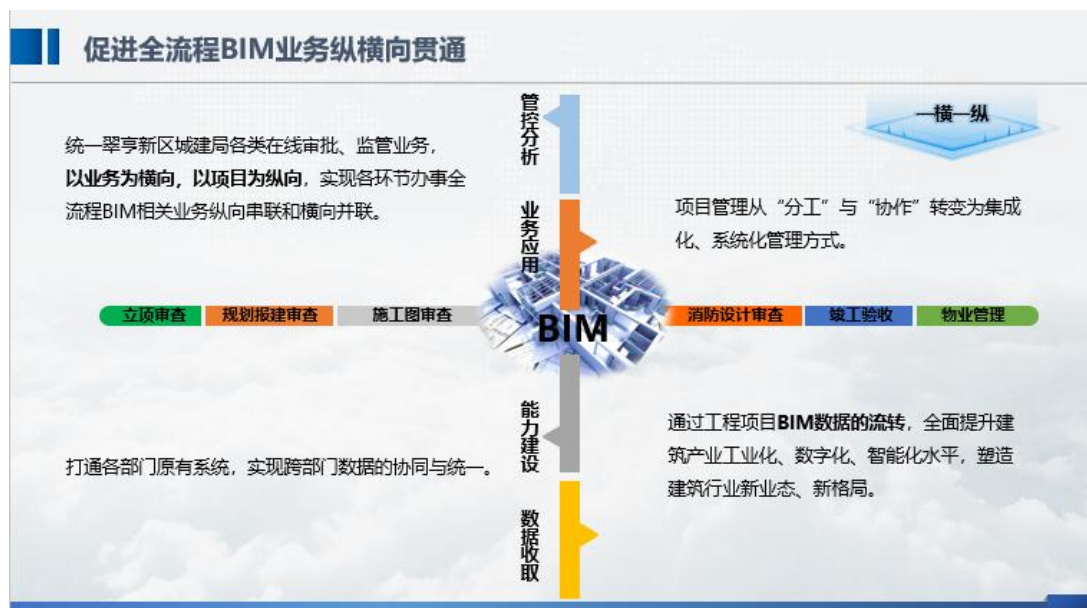 促进全流程BIM业务纵横向贯通
一横一纵
管控分析
统一翠亨新区城建局各类在线审批、监管业务，
以业务为横向，以项目为纵向，实现各环节办事全
流程BIM相关业务纵向串联和横向并联。
业务应用
项目管理从“分工”与“协作”转变为集成
化、系统化管理方式。
立项审查
规划报建审查
施工图审查
BIM
消防设计审查
竣工验收
物业管理
能力建设
打通各部门原有系统，实现跨部门数据的协同与统一。
通过工程项目BIM数据的流转，全面提升建
筑产业工业化、数字化、智能化水平，塑造
建筑行业新业态、新格局。
数据收取